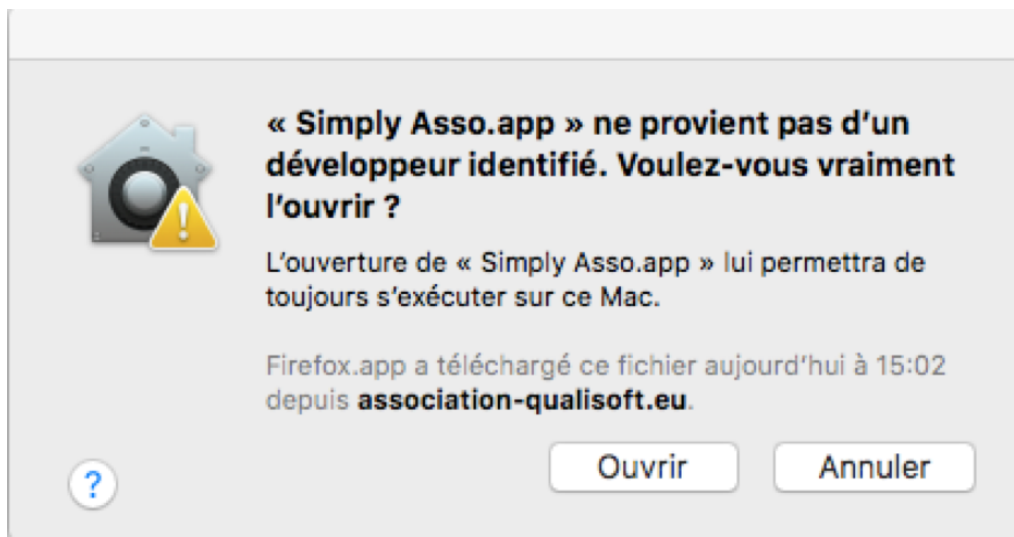 « Simply Asso.app » ne provient pas d’un
développeur identifié. Voulez-vous vraiment
l’ouvrir ?
L’ouverture de « Simply Asso.app » lui permettra de
toujours s’exécuter sur ce Mac.
Firefox.app a téléchargé ce fichier aujourd’hui à 15:02
depuis association-qualisoft.eu.
?
Ouvrir
Annuler